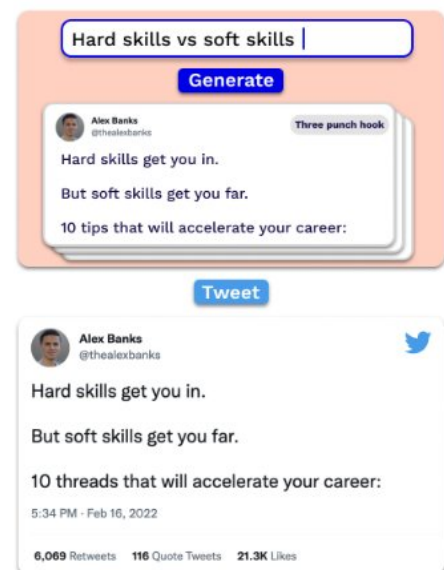 Hard skills vs soft skills
Generate
Alex Banks
@thealexbanks
Three punch hook
Hard skills get you in.
But soft skills get you far.
10 tips that will accelerate your career:
Tweet
Alex Banks
@thealexbanks
Hard skills get you in.
But soft skills get you far.
10 threads that will accelerate your career:
5:34 PM · Feb 16, 2022
6,069 Retweets 116 Quote Tweets 21.3K Likes